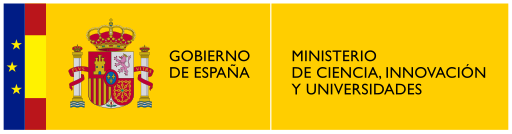 GOBIERNO
DE ESPAÑA
MINISTERIO
DE CIENCIA, INNOVACIÓN
Y UNIVERSIDADES